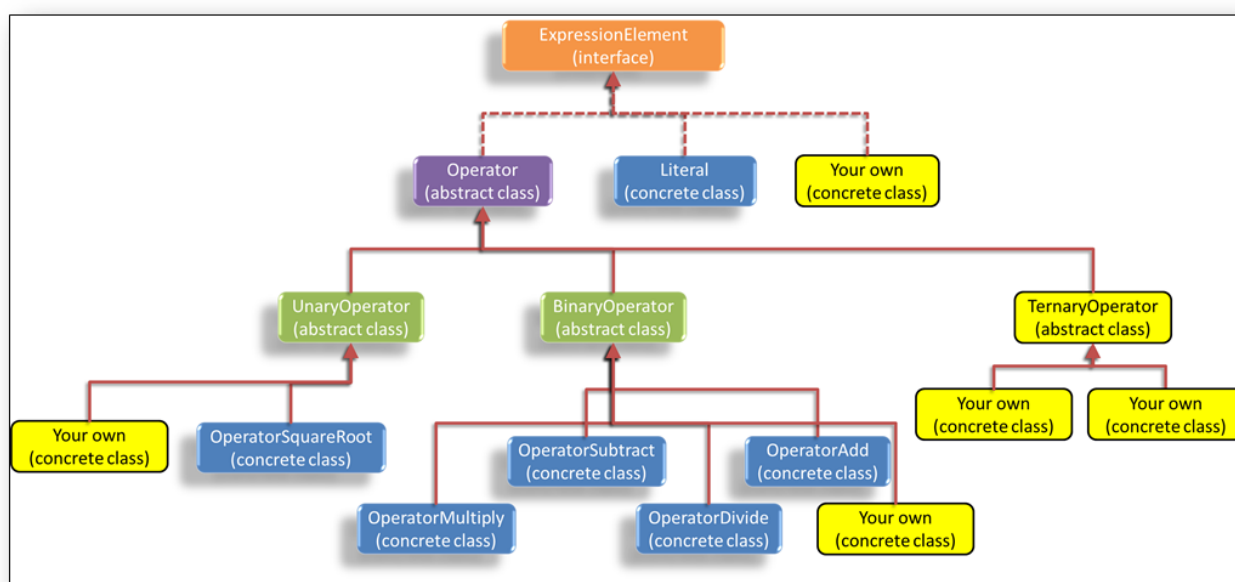 ExpressionElement
(interface)
Operator
(abstract class)
Literal
(concrete class)
Your own
(concrete class)
UnaryOperator
(abstract class)
BinaryOperator
(abstract class)
TernaryOperator
(abstract class)
Your own
(concrete class)
OperatorSquareRoot
(concrete class)
OperatorSubtract
(concrete class)
OperatorAdd
(concrete class)
Your own
(concrete class)
Your own
(concrete class)
OperatorMultiply
(concrete class)
OperatorDivide
(concrete class)
Your own
(concrete class)